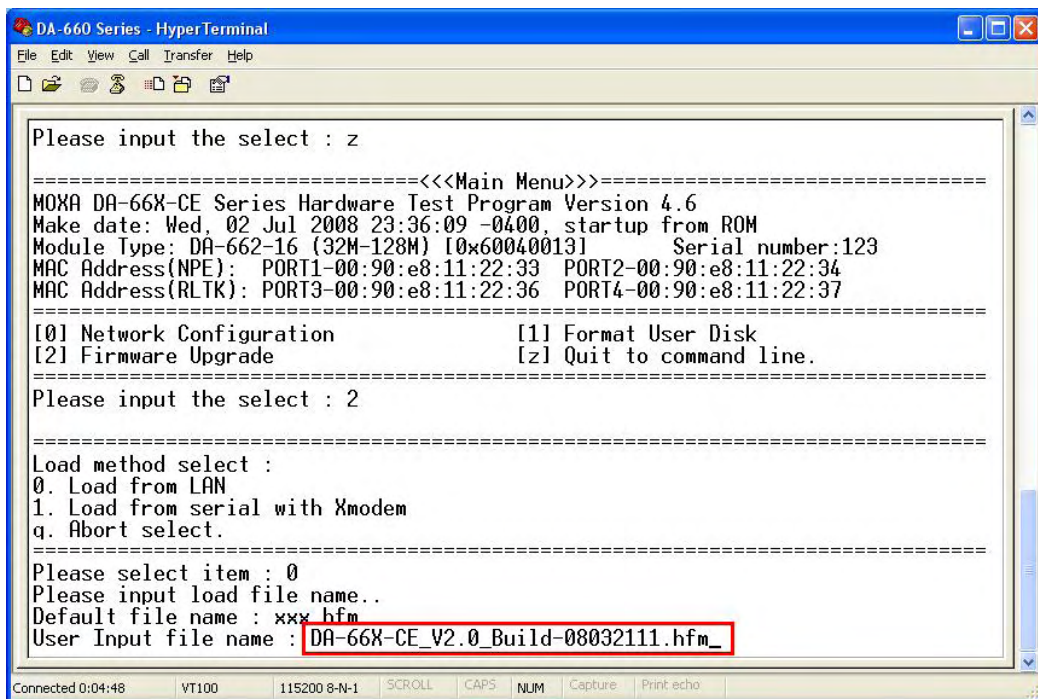 DA-660 Series - HyperTerminal
File Edit View Call Transfer Help
Please input the select : z
================================<<<Main Menu>>>================================
MOXA DA-66X-CE Series Hardware Test Program Version 4.6
Make date: Wed, 02 Jul 2008 23:36:09 -0400, startup from ROM
Module Type: DA-662-16 (32M-128M) [0x60040013]       Serial number:123
MAC Address(NPE):  PORT1-00:90:e8:11:22:33  PORT2-00:90:e8:11:22:34
MAC Address(RLTK): PORT3-00:90:e8:11:22:36  PORT4-00:90:e8:11:22:37
===============================================================================
[0] Network Configuration               [1] Format User Disk
[2] Firmware Upgrade                    [z] Quit to command line.
===============================================================================
Please input the select : 2
===============================================================================
Load method select :
0. Load from LAN
1. Load from serial with Xmodem
q. Abort select.
===============================================================================
Please select item : 0
Please input load file name..
Default file name : xxx.hfm
User Input file name : DA-66X-CE_V2.0_Build-08032111.hfm_
Connected 0:04:48 VT100 115200 8-N-1 SCROLL CAPS NUM Capture Print echo